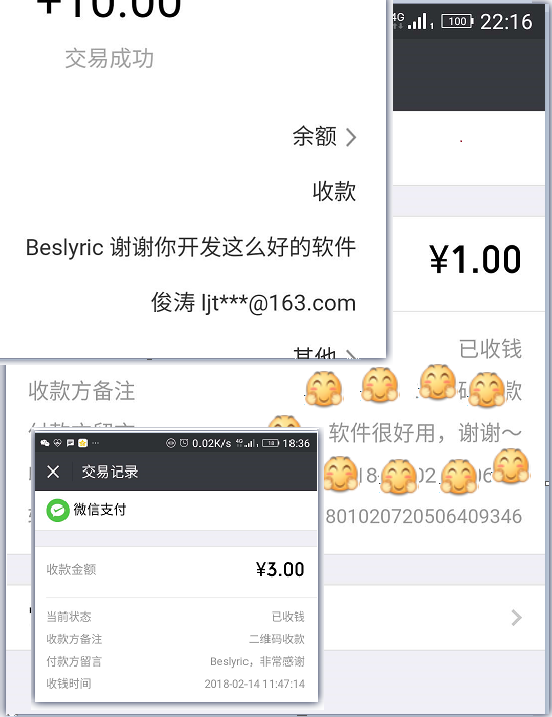 +10.00
交易成功
余额
收款
Beslyric 谢谢你开发这么好的软件
俊涛 ljt***@163.com
其他
4G 1 100 22:16
¥1.00
已收钱
收款方备注
款
付款方留言
软件很好用，谢谢～
801020720506409346
0.02K/s 4G 18 18:36
交易记录
微信支付
收款金额
¥3.00
当前状态
已收钱
收款方备注
二维码收款
付款方留言
Beslyric，非常感谢
收钱时间
2018-02-14 11:47:14